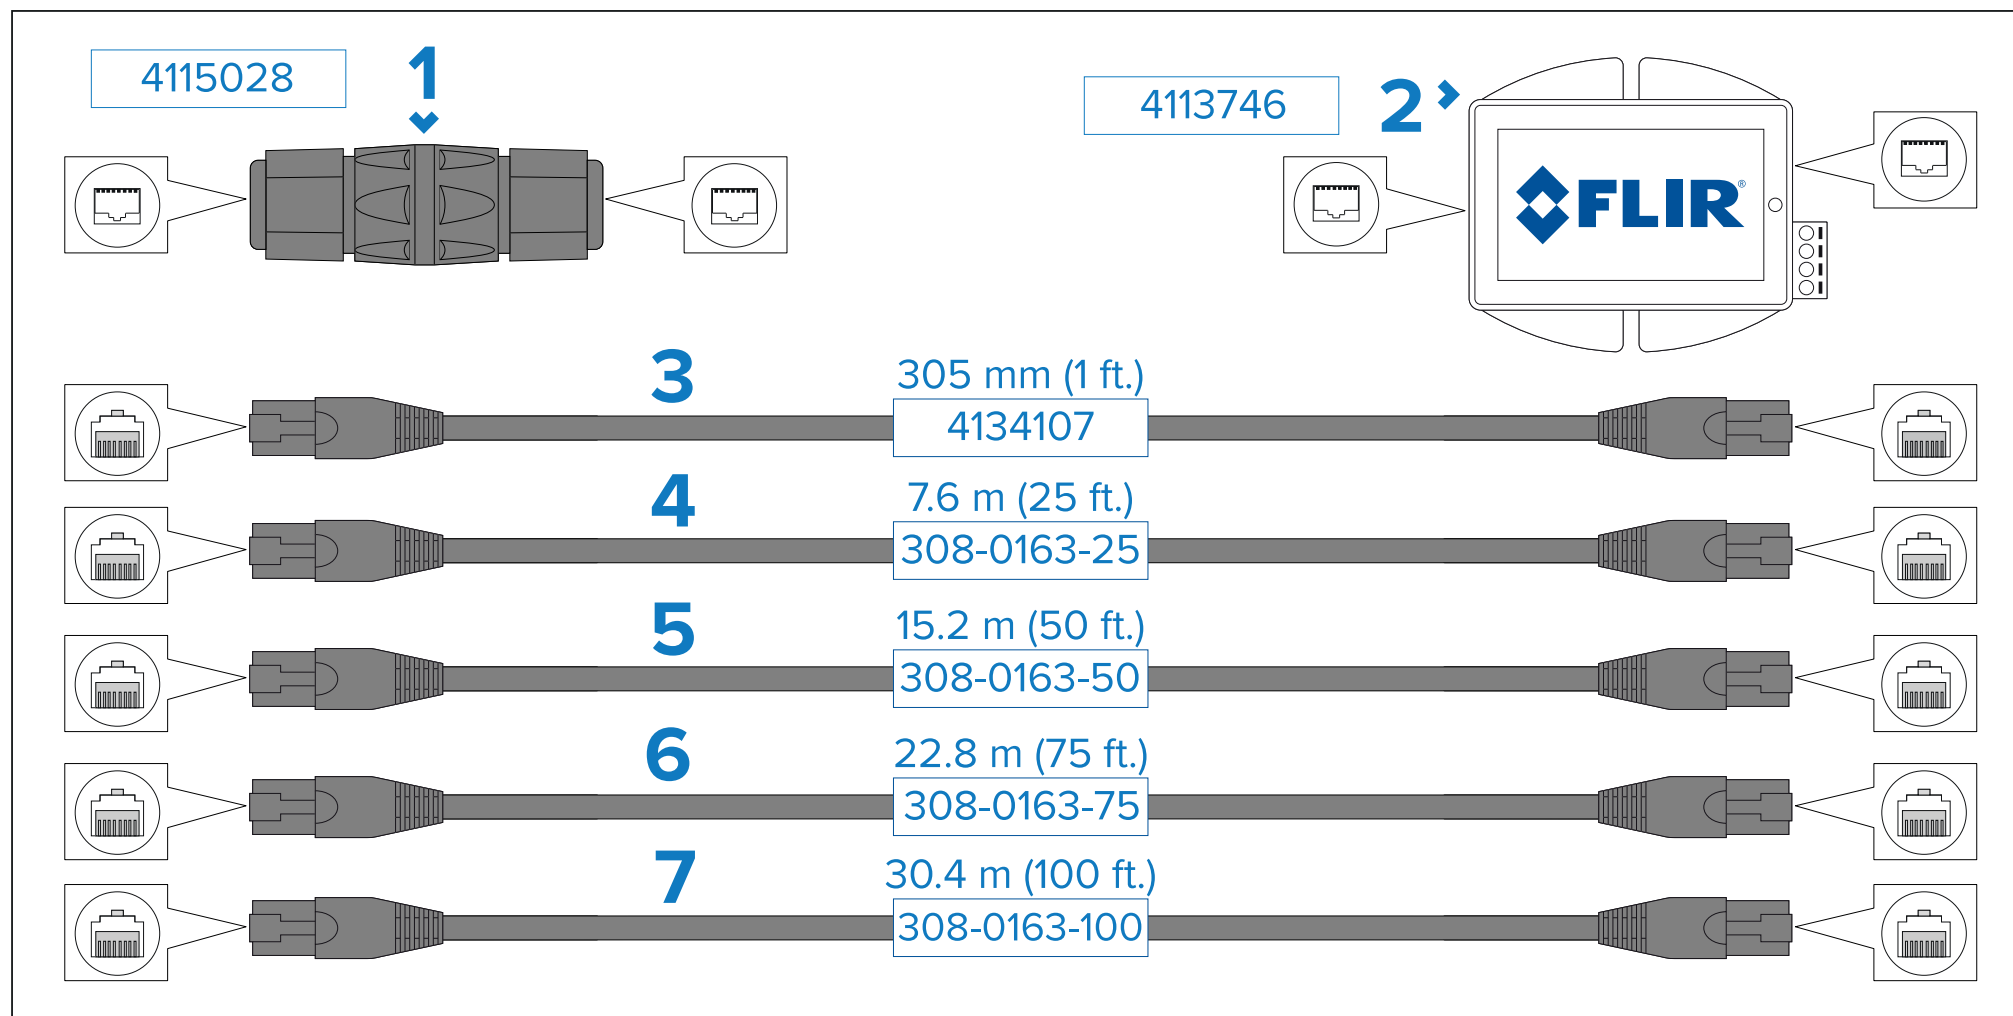 4115028
1
4113746
2
FLIR®
3
305 mm (1 ft.)
4134107
4
7.6 m (25 ft.)
308-0163-25
5
15.2 m (50 ft.)
308-0163-50
6
22.8 m (75 ft.)
308-0163-75
7
30.4 m (100 ft.)
308-0163-100